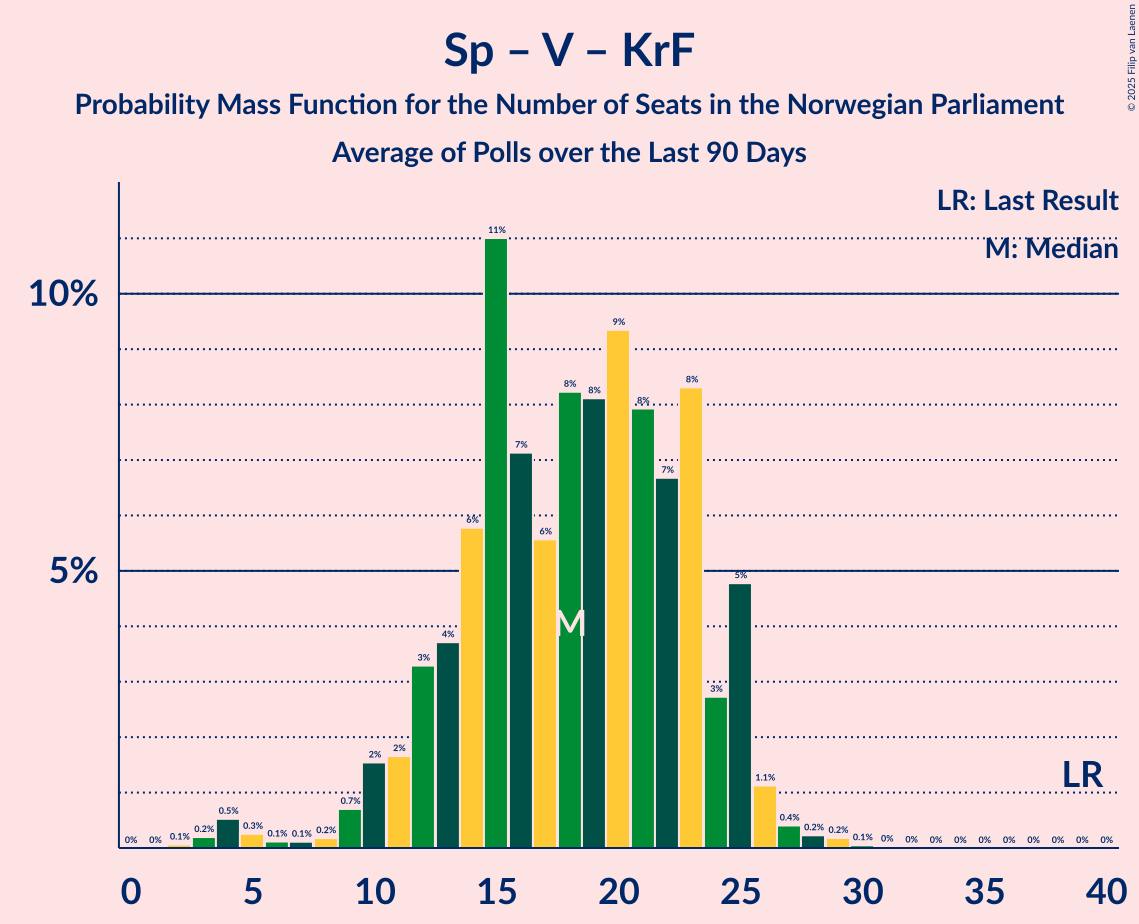 Sp – V – KrF
Probability Mass Function for the Number of Seats in the Norwegian Parliament
Average of Polls over the Last 90 Days
© 2025 Filip van Laenen
LR: Last Result
M: Median
10%
5%
0% 0% 0.1% 0.2% 0.5% 0.3% 0.1% 0.1% 0.2% 0.7% 2% 2% 3% 4% 6% 11% 7% 6% 8% 8% 9% 8% 7% 8% 3% 5% 1.1% 0.4% 0.2% 0.2% 0.1% 0% 0% 0% 0% 0% 0% 0% 0% 0% 0%
M
LR
0 5 10 15 20 25 30 35 40